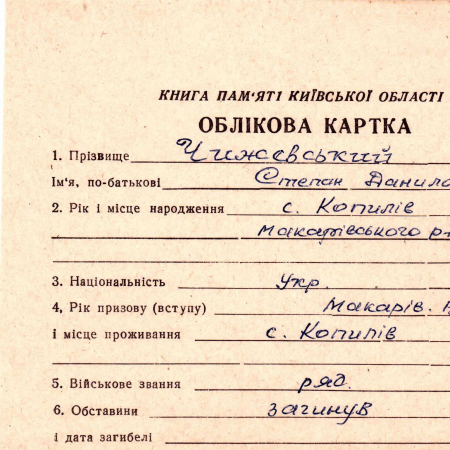 КНИГА ПАМ'ЯТІ КИЇВСЬКОЇ ОБЛАСТІ
ОБЛІКОВА КАРТКА
1. Прізвище Чижевський
Ім'я, по-батькові Степан Данило
2. Рік і місце народження с. Копилів
Макарівського р
3. Національність Укр.
4, Рік призову (вступу) Макарів.
і місце проживання с. Копилів
5. Військове звання ряд.
6. Обставини загинув
і дата загибелі